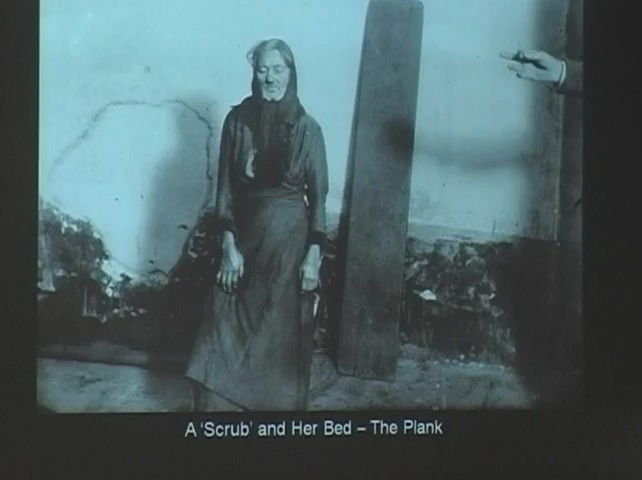 A 'Scrub' and Her Bed – The Plank